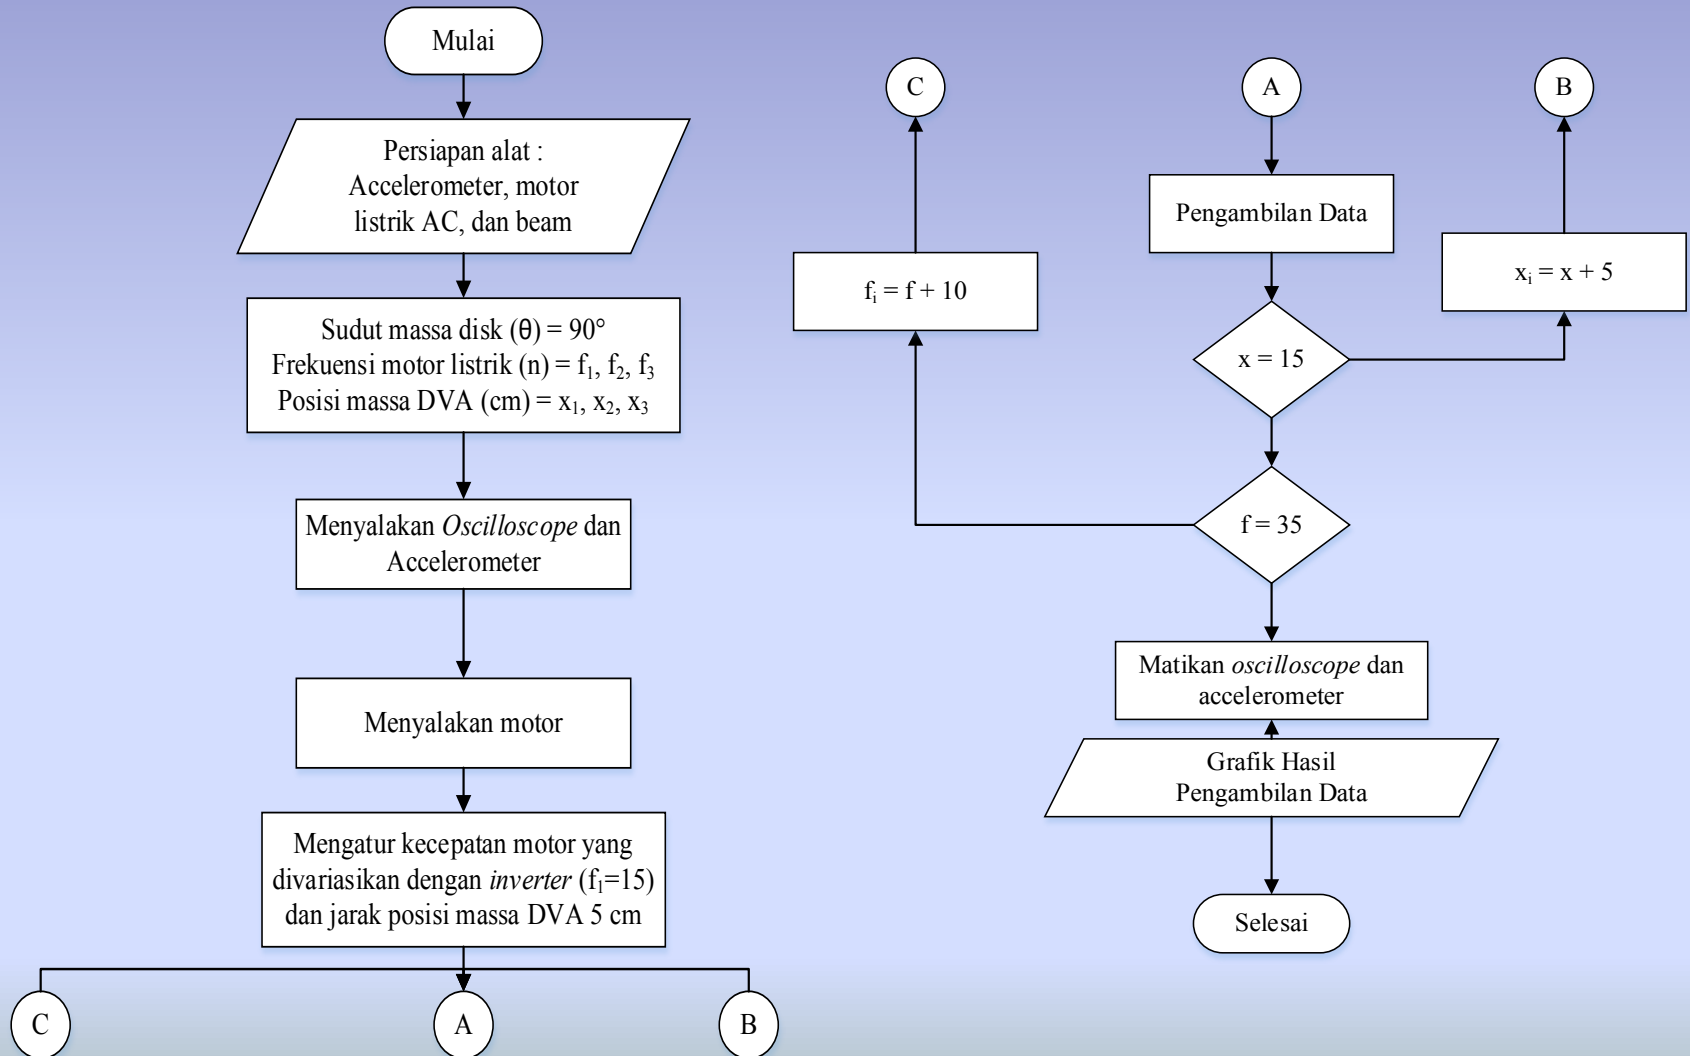 Mulai
Persiapan alat :
Accelerometer, motor
listrik AC, dan beam
Sudut massa disk (θ) = 90°
Frekuensi motor listrik (n) = f₁, f₂, f₃
Posisi massa DVA (cm) = x₁, x₂, x₃
Menyalakan Oscilloscope dan
Accelerometer
Menyalakan motor
Mengatur kecepatan motor yang
divariasikan dengan inverter (f₁=15)
dan jarak posisi massa DVA 5 cm
C
A
B
C
A
B
Pengambilan Data
fᵢ = f + 10
xᵢ = x + 5
x = 15
f = 35
Matikan oscilloscope dan
accelerometer
Grafik Hasil
Pengambilan Data
Selesai